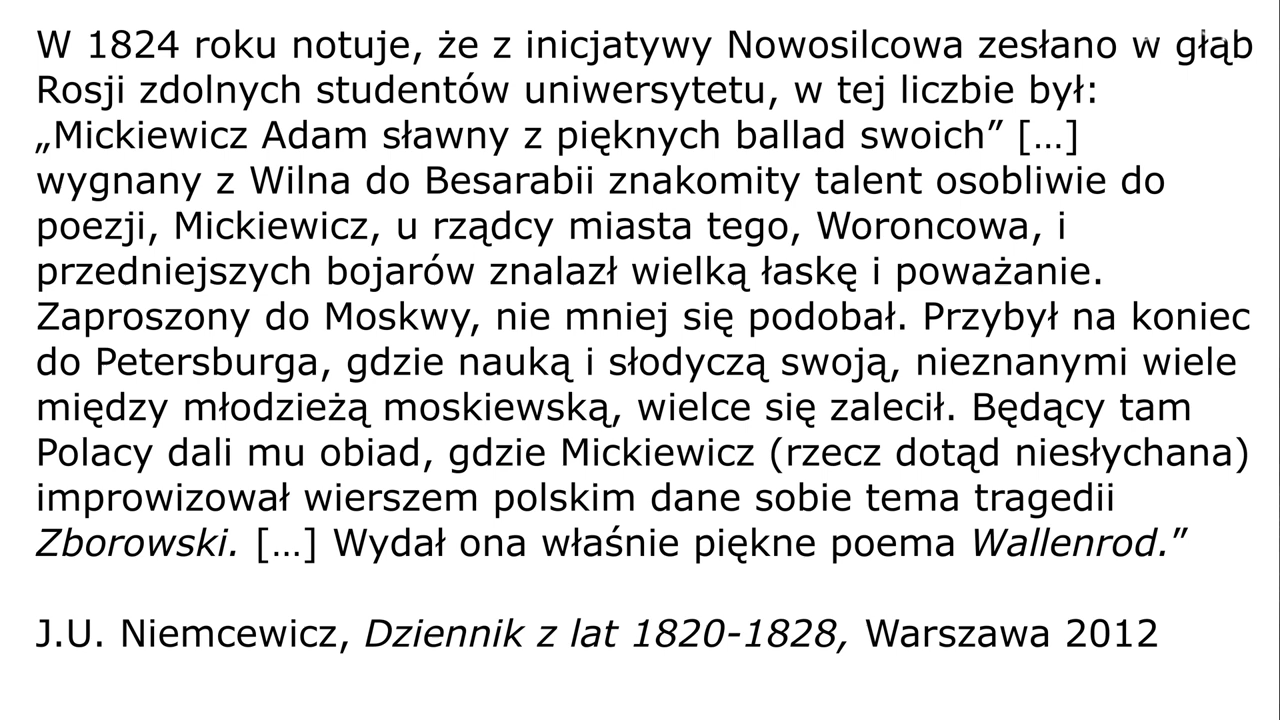 W 1824 roku notuje, że z inicjatywy Nowosilcowa zesłano w głąb
Rosji zdolnych studentów uniwersytetu, w tej liczbie był:
„Mickiewicz Adam sławny z pięknych ballad swoich” […]
wygnany z Wilna do Besarabii znakomity talent osobliwie do
poezji, Mickiewicz, u rządcy miasta tego, Woroncowa, i
przedniejszych bojarów znalazł wielką łaskę i poważanie.
Zaproszony do Moskwy, nie mniej się podobał. Przybył na koniec
do Petersburga, gdzie nauką i słodyczą swoją, nieznanymi wiele
między młodzieżą moskiewską, wielce się zalecił. Będący tam
Polacy dali mu obiad, gdzie Mickiewicz (rzecz dotąd niesłychana)
improwizował wierszem polskim dane sobie tema tragedii
Zborowski. […] Wydał ona właśnie piękne poema Wallenrod.”
J.U. Niemcewicz, Dziennik z lat 1820-1828, Warszawa 2012